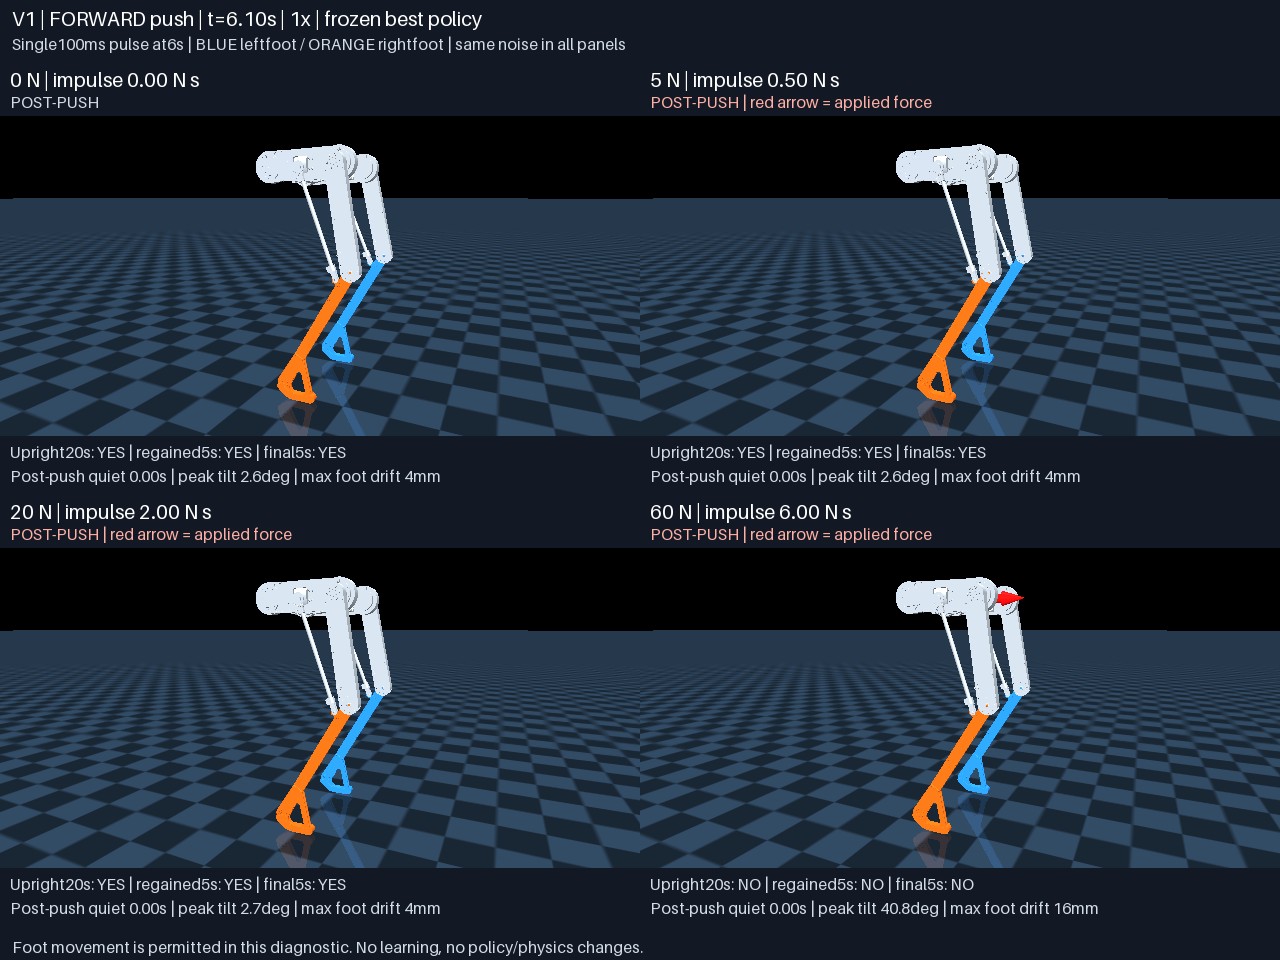 V1 | FORWARD push | t=6.10s | 1x | frozen best policy
Single100ms pulse at6s | BLUE leftfoot / ORANGE rightfoot | same noise in all panels
0 N | impulse 0.00 N s
POST-PUSH
5 N | impulse 0.50 N s
POST-PUSH | red arrow = applied force
Upright20s: YES | regained5s: YES | final5s: YES
Post-push quiet 0.00s | peak tilt 2.6deg | max foot drift 4mm
Upright20s: YES | regained5s: YES | final5s: YES
Post-push quiet 0.00s | peak tilt 2.6deg | max foot drift 4mm
20 N | impulse 2.00 N s
POST-PUSH | red arrow = applied force
60 N | impulse 6.00 N s
POST-PUSH | red arrow = applied force
Upright20s: YES | regained5s: YES | final5s: YES
Post-push quiet 0.00s | peak tilt 2.7deg | max foot drift 4mm
Upright20s: NO | regained5s: NO | final5s: NO
Post-push quiet 0.00s | peak tilt 40.8deg | max foot drift 16mm
Foot movement is permitted in this diagnostic. No learning, no policy/physics changes.